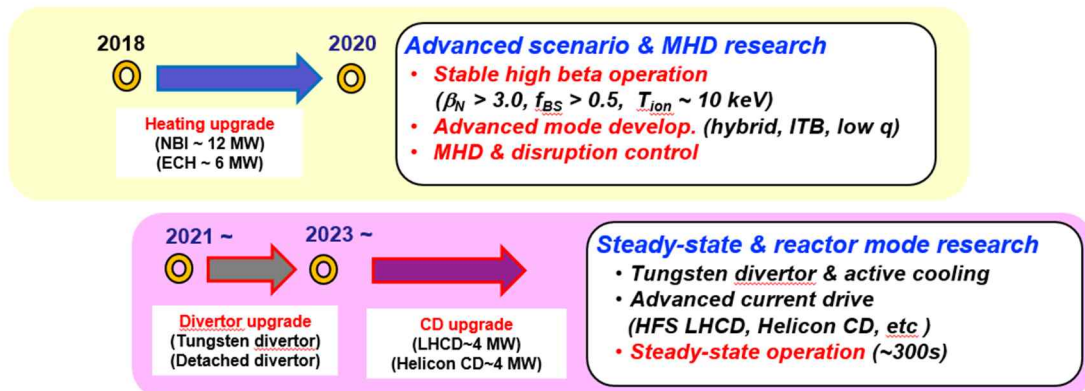 2018
2020
Heating upgrade
(NBI ~ 12 MW)
(ECH ~ 6 MW)
Advanced scenario & MHD research
• Stable high beta operation
(βN > 3.0, fBS > 0.5, Tion ~ 10 keV)
• Advanced mode develop. (hybrid, ITB, low q)
• MHD & disruption control
2021 ~
2023 ~
Divertor upgrade
(Tungsten divertor)
(Detached divertor)
CD upgrade
(LHCD~4 MW)
(Helicon CD~4 MW)
Steady-state & reactor mode research
• Tungsten divertor & active cooling
• Advanced current drive
(HFS LHCD, Helicon CD, etc )
• Steady-state operation (~300s)